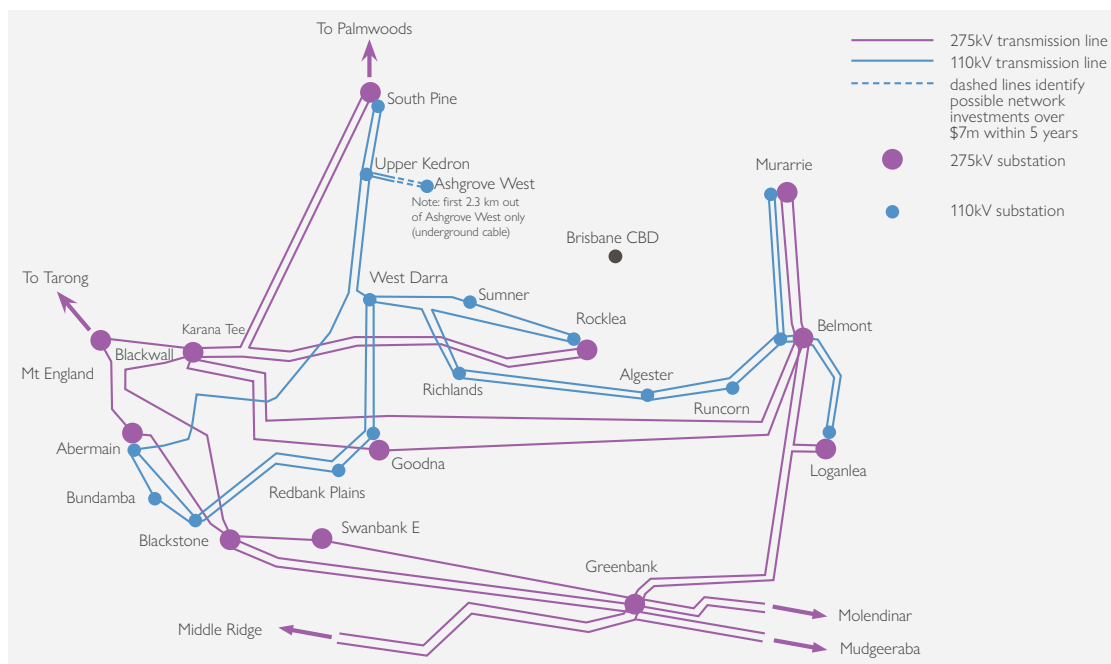 To Palmwoods
275kV transmission line
110kV transmission line
dashed lines identify
possible network
investments over
$7m within 5 years
275kV substation
110kV substation
South Pine
Upper Kedron
Ashgrove West
Note: first 2.3 km out
of Ashgrove West only
(underground cable)
Murarrie
Brisbane CBD
To Tarong
West Darra
Sumner
Rocklea
Karana Tee
Belmont
Blackwall
Mt England
Richlands
Algester
Runcorn
Abermain
Goodna
Loganlea
Bundamba
Redbank Plains
Swanbank E
Blackstone
Greenbank
Middle Ridge
Molendinar
Mudgeeraba